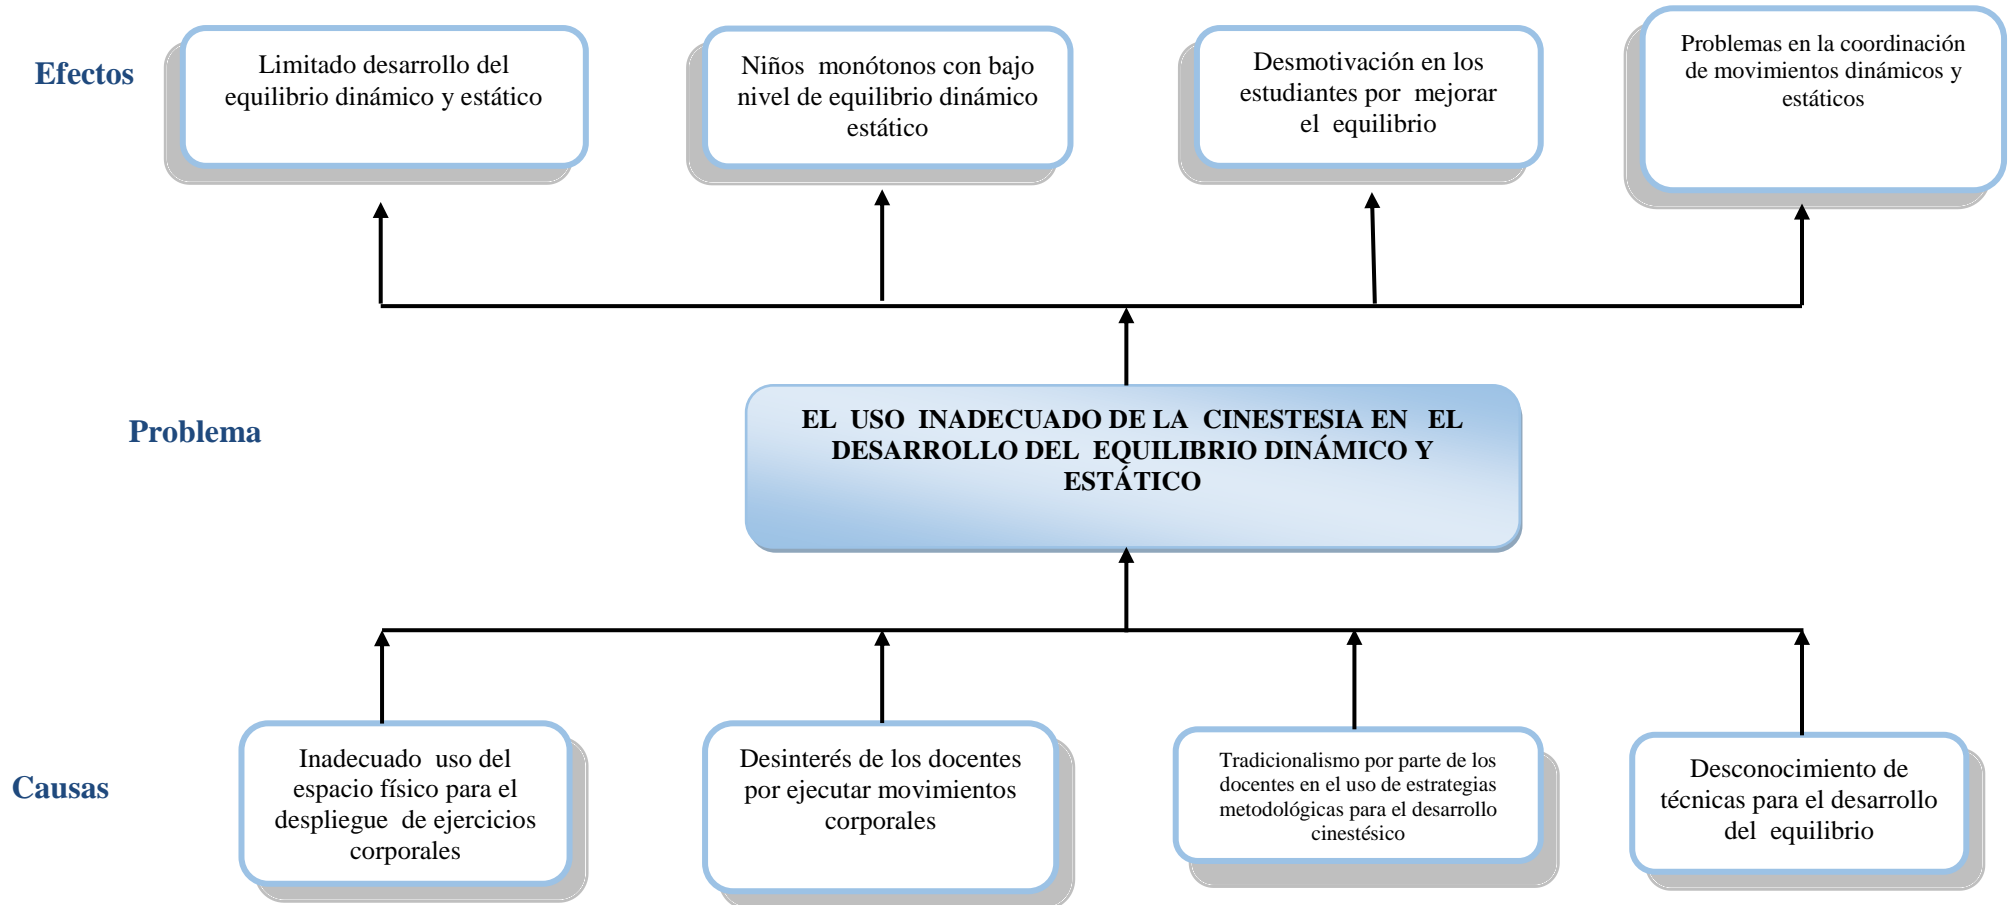 Efectos
Limitado desarrollo del
equilibrio dinámico y estático
Niños monótonos con bajo
nivel de equilibrio dinámico
estático
Desmotivación en los
estudiantes por mejorar
el equilibrio
Problemas en la coordinación
de movimientos dinámicos y
estáticos
Problema
EL USO INADECUADO DE LA CINESTESIA EN EL
DESARROLLO DEL EQUILIBRIO DINÁMICO Y
ESTÁTICO
Causas
Inadecuado uso del
espacio físico para el
despliegue de ejercicios
corporales
Desinterés de los docentes
por ejecutar movimientos
corporales
Tradicionalismo por parte de los
docentes en el uso de estrategias
metodológicas para el desarrollo
cinestésico
Desconocimiento de
técnicas para el desarrollo
del equilibrio